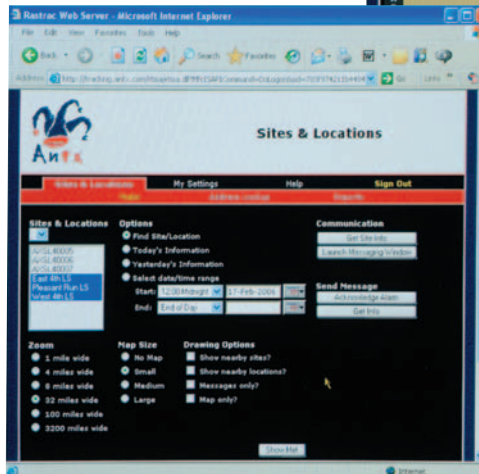 Rastrac Web Server - Microsoft Internet Explorer
File Edit View Favorites Tools Help
Back Search Favorites
Address Go Links
Antx
Sites & Locations
Sites & Locations My Settings Help Sign Out
Reports
Sites & Locations
AVSL40005
AVSL40006
AVSL40007
East 4th LS
Pleasant Run LS
West 4th LS
Options
Find Site/Location
Today's Information
Yesterday's Information
Select date/time range
Start: 12:00 Midnight 17-Feb-2004
End: End of Day
Communication
Get Site Info
Launch Messaging Window
Send Message
Acknowledge Alarm
Get Info
Zoom
1 mile wide
4 miles wide
8 miles wide
32 miles wide
100 miles wide
3200 miles wide
Map Size
No Map
Small
Medium
Large
Drawing Options
Show nearby sites?
Show nearby locations?
Messages only?
Map only?
Show Me!
Internet